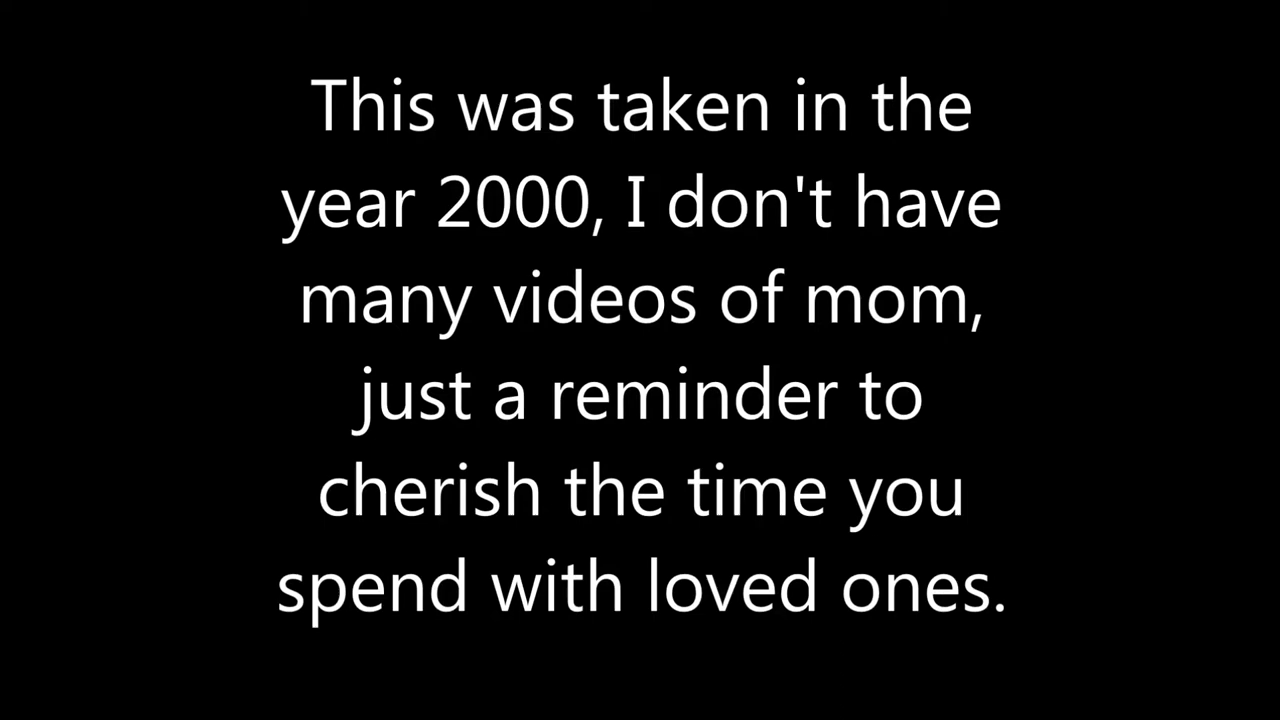 This was taken in the
year 2000, I don't have
many videos of mom,
just a reminder to
cherish the time you
spend with loved ones.